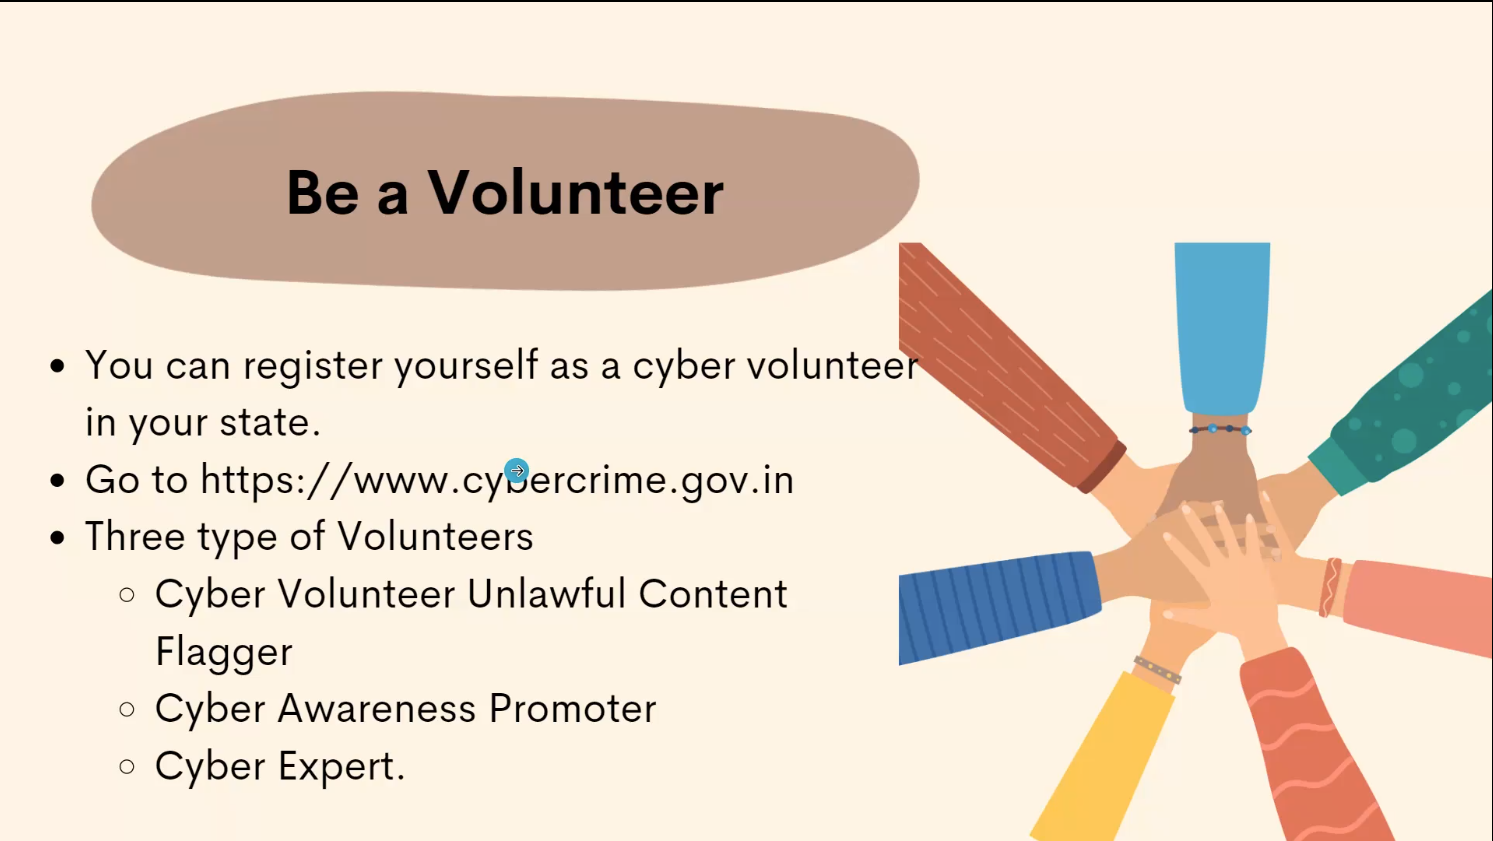 Be a Volunteer
You can register yourself as a cyber volunteer
in your state.
Go to https://www.cybercrime.gov.in
Three type of Volunteers
Cyber Volunteer Unlawful Content
Flagger
Cyber Awareness Promoter
Cyber Expert.